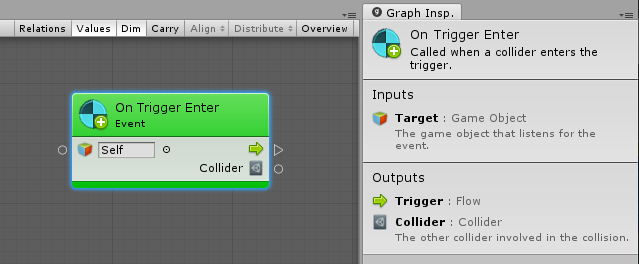 Relations Values Dim Carry Align Distribute Overview
On Trigger Enter
Event
Self
Collider
Graph Insp.
On Trigger Enter
Called when a collider enters the
trigger.
Inputs
Target : Game Object
The game object that listens for the
event.
Outputs
Trigger : Flow
Collider : Collider
The other collider involved in the collision.